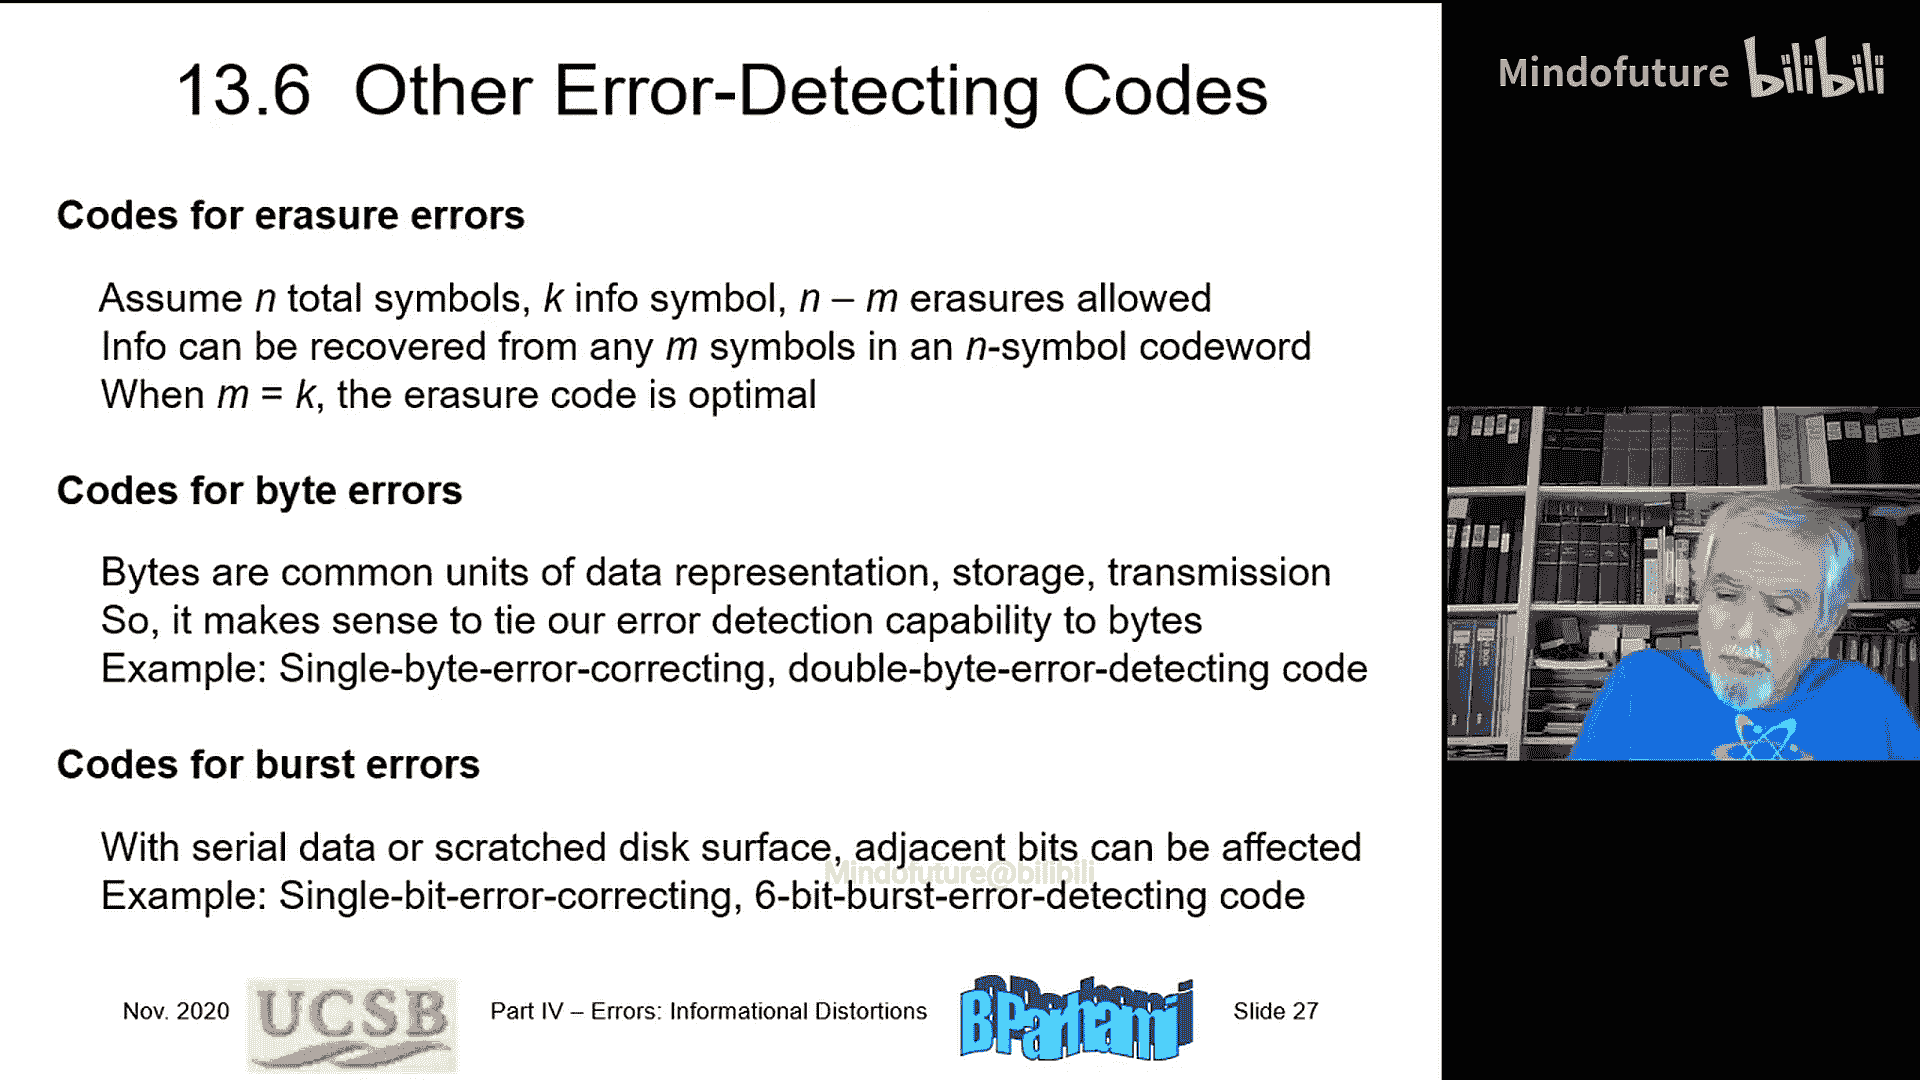 13.6 Other Error-Detecting Codes
Mindofuture bilibili
Codes for erasure errors
Assume n total symbols, k info symbol, n – m erasures allowed
Info can be recovered from any m symbols in an n-symbol codeword
When m = k, the erasure code is optimal
Codes for byte errors
Bytes are common units of data representation, storage, transmission
So, it makes sense to tie our error detection capability to bytes
Example: Single-byte-error-correcting, double-byte-error-detecting code
Codes for burst errors
With serial data or scratched disk surface, adjacent bits can be affected
Mindofuture@bilibili
Example: Single-bit-error-correcting, 6-bit-burst-error-detecting code
Nov. 2020 UCSB Part IV – Errors: Informational Distortions B Parhami Slide 27